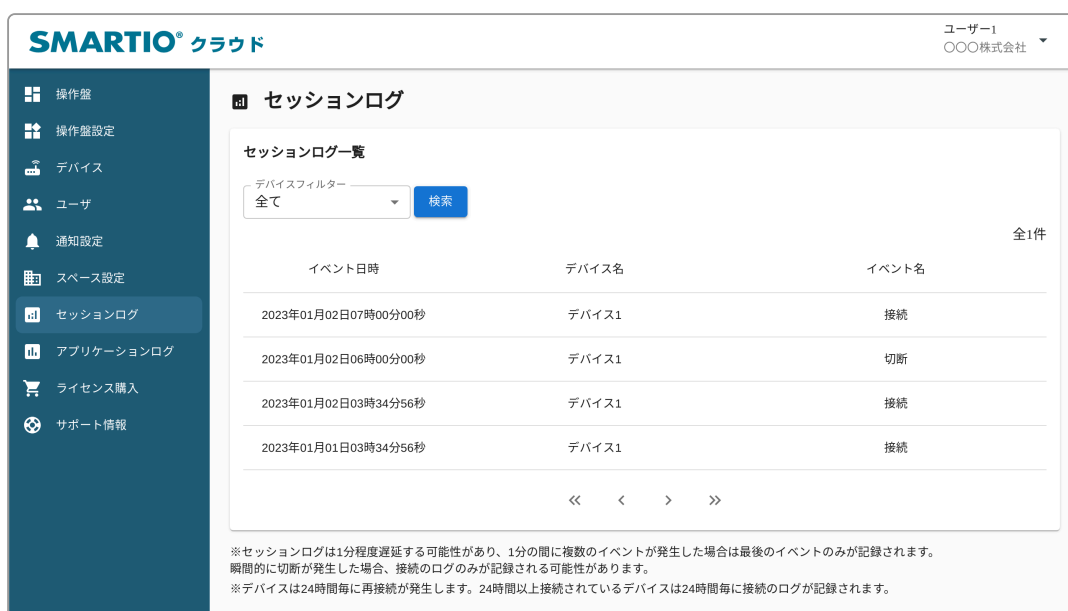 SMARTIO® クラウド
ユーザー1
〇〇〇株式会社
操作盤
操作盤設定
デバイス
ユーザ
通知設定
スペース設定
セッションログ
アプリケーションログ
ライセンス購入
サポート情報
セッションログ
セッションログ一覧
デバイスフィルター
全て
検索
全1件
イベント日時 デバイス名 イベント名
2023年01月02日07時00分00秒 デバイス1 接続
2023年01月02日06時00分00秒 デバイス1 切断
2023年01月02日03時34分56秒 デバイス1 接続
2023年01月01日03時34分56秒 デバイス1 接続
※セッションログは1分程度遅延する可能性があり、1分の間に複数のイベントが発生した場合は最後のイベントのみが記録されます。
瞬間的に切断が発生した場合、接続のログのみが記録される可能性があります。
※デバイスは24時間毎に再接続が発生します。24時間以上接続されているデバイスは24時間毎に接続のログが記録されます。